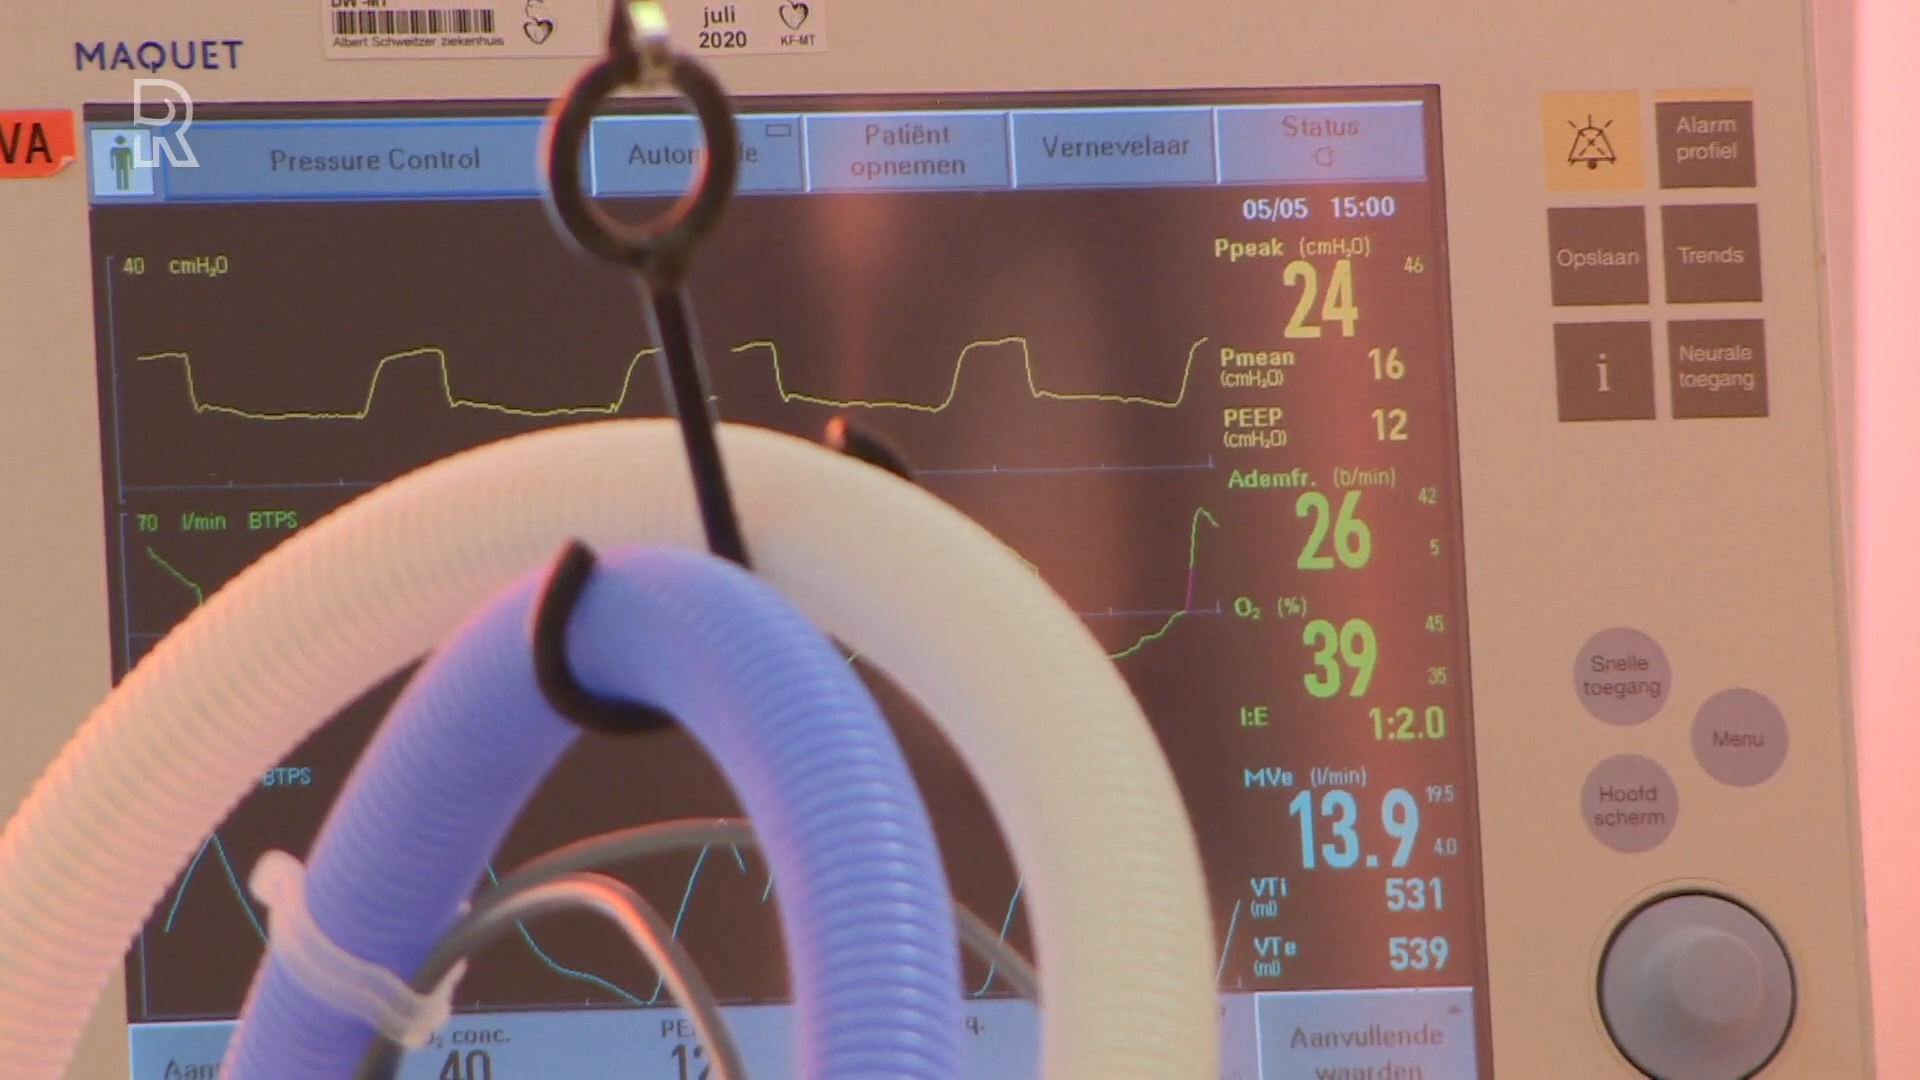 Albert Schweitzer ziekenhuis
juli
2020
KF-MT
MAQUET
R
VA
Pressure Control
Patiënt
opnemen
Vernevelaar
Status
Alarm
profiel
05/05 15:00
Opslaan
Trends
40 cmH₂O
Ppeak (cmH₂O)
24
46
i
Neurale
toegang
Pmean
(cmH₂O)
16
PEEP
(cmH₂O)
12
Ademfr. (b/min)
26
42
5
70 l/min BTPS
O₂ (%)
39
45
35
I:E 1:2.0
Snelle
toegang
Menu
Hoofd
scherm
BTPS
MVe (l/min)
13.9
19.5
4.0
VTi
(ml)
531
VTe
(ml)
539
conc.
40
Aanvullende
waarden